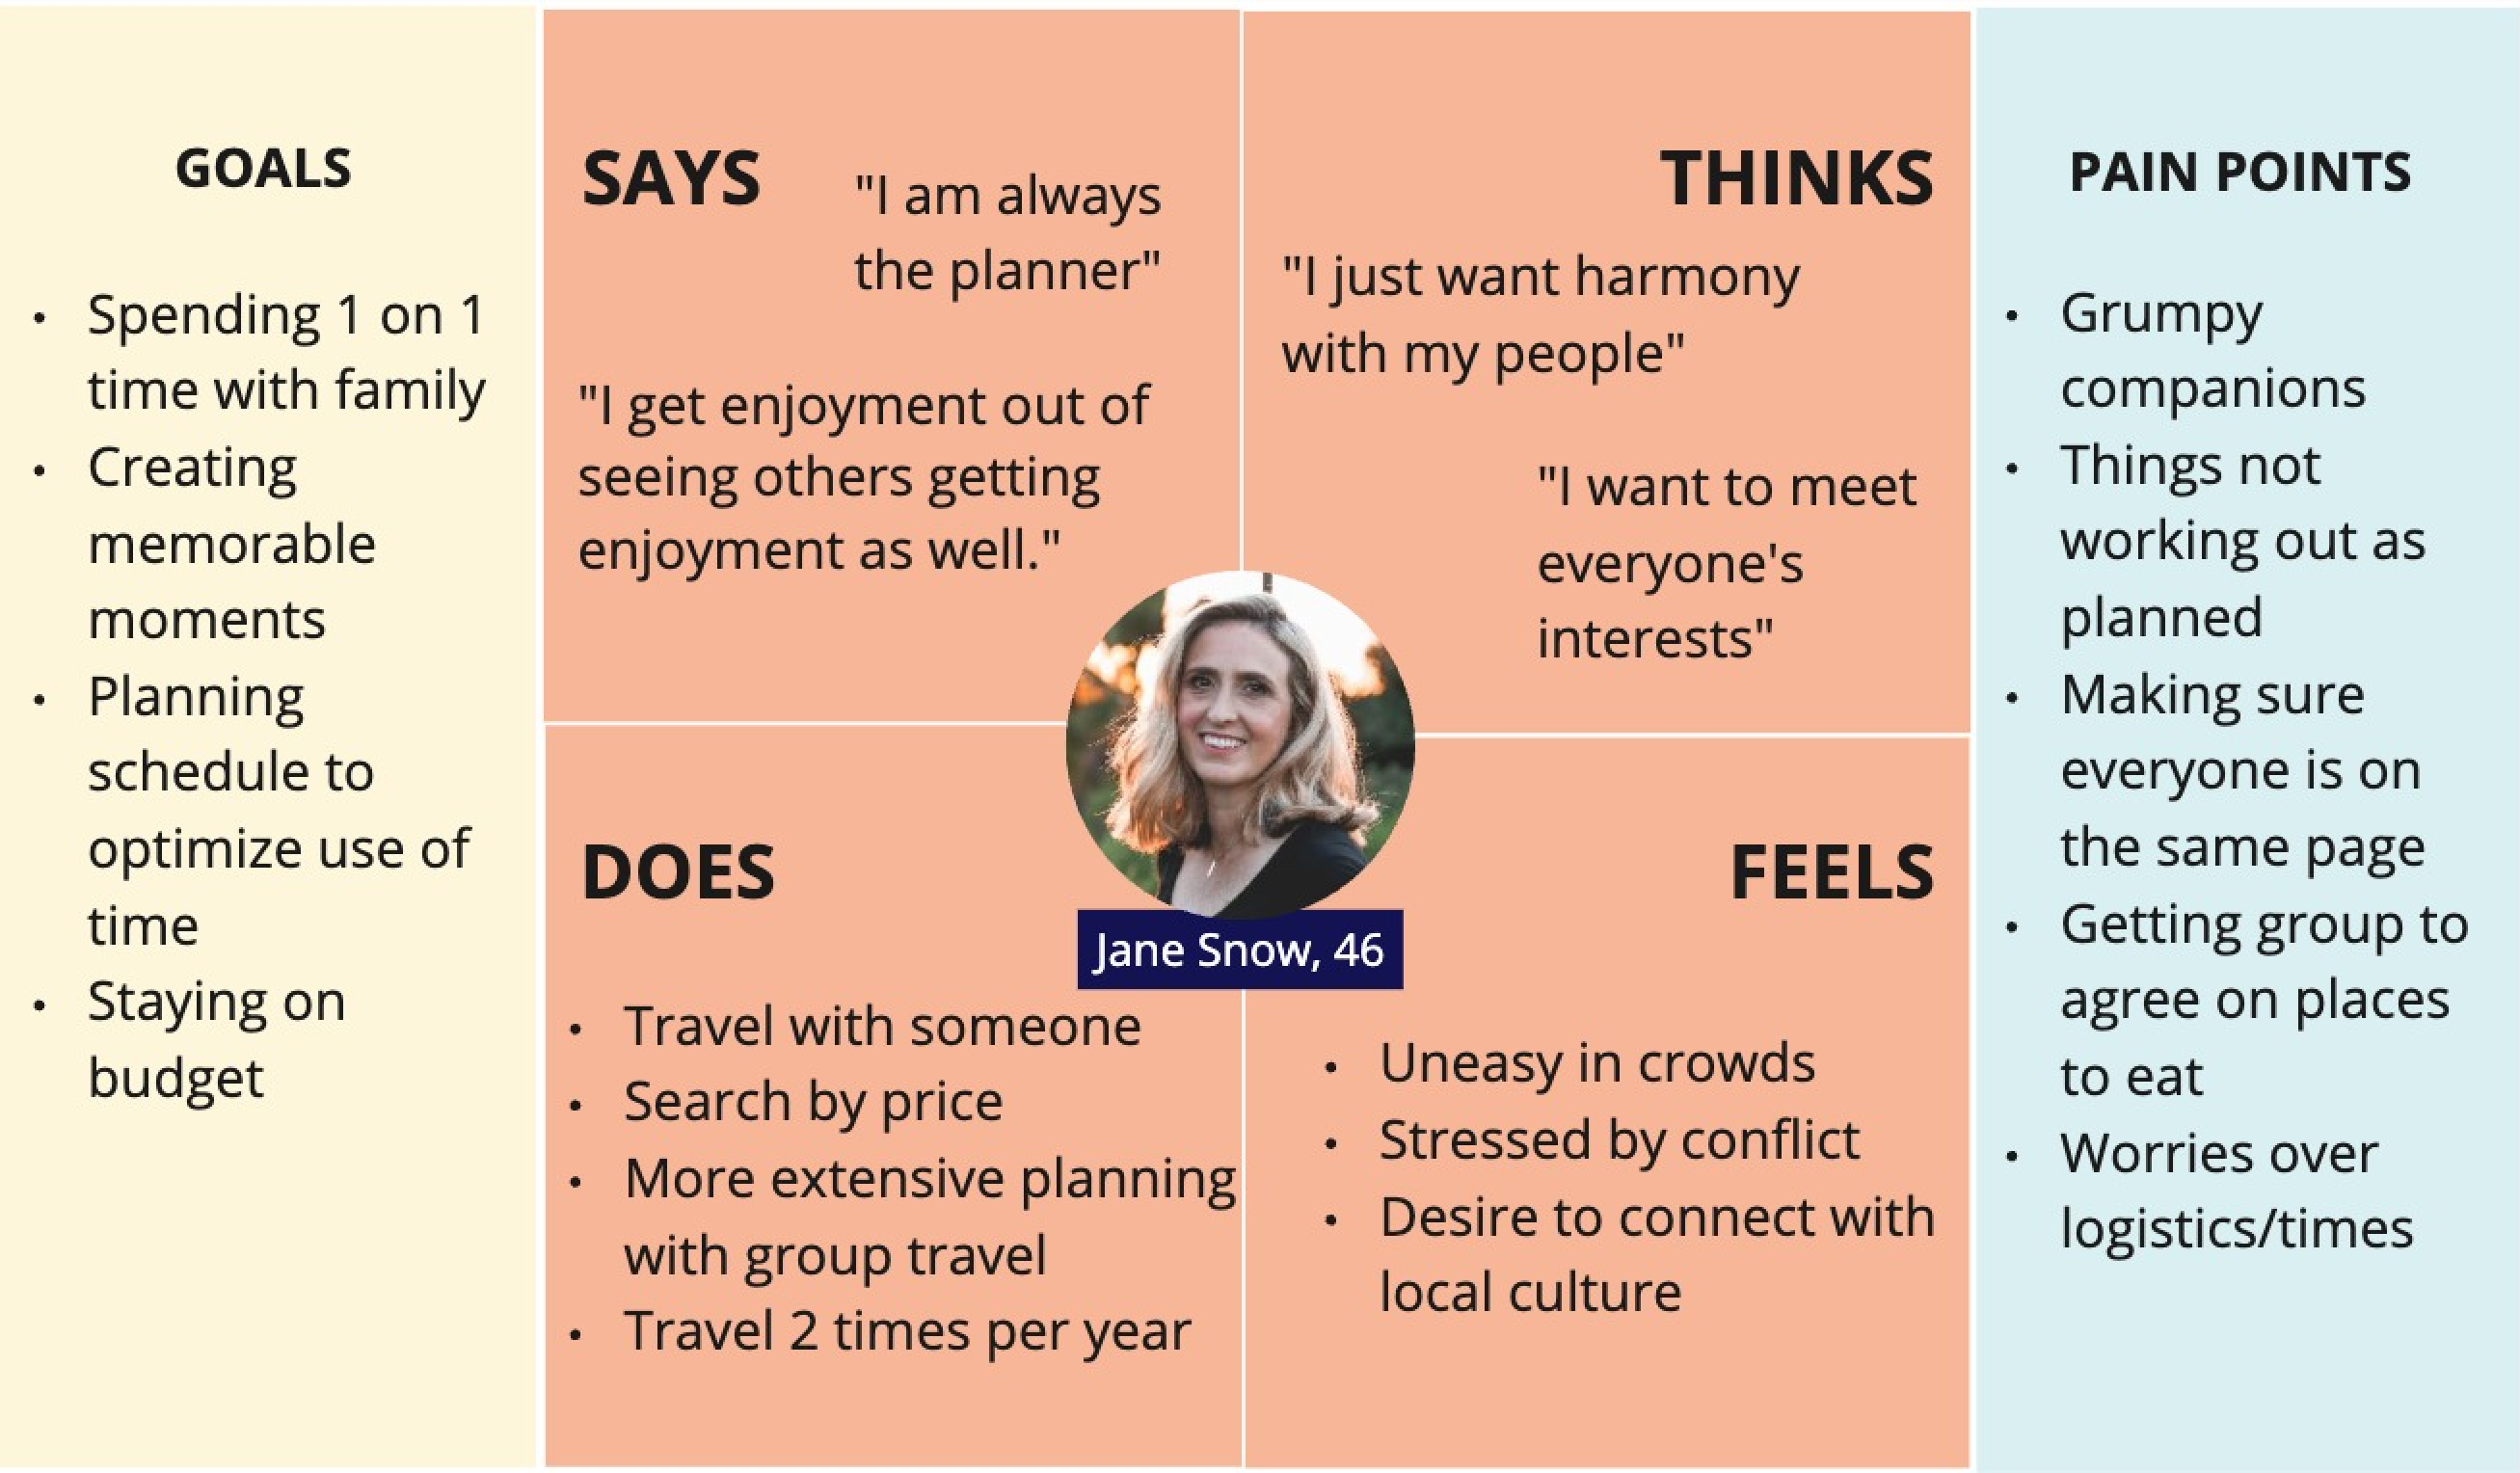 GOALS
• Spending 1 on 1
time with family
• Creating
memorable
moments
• Planning
schedule to
optimize use of
time
• Staying on
budget
SAYS
"I am always
the planner"
"I get enjoyment out of
seeing others getting
enjoyment as well."
THINKS
"I just want harmony
with my people"
"I want to meet
everyone's
interests"
Jane Snow, 46
DOES
• Travel with someone
• Search by price
• More extensive planning
with group travel
• Travel 2 times per year
FEELS
• Uneasy in crowds
• Stressed by conflict
• Desire to connect with
local culture
PAIN POINTS
• Grumpy
companions
• Things not
working out as
planned
• Making sure
everyone is on
the same page
• Getting group to
agree on places
to eat
• Worries over
logistics/times